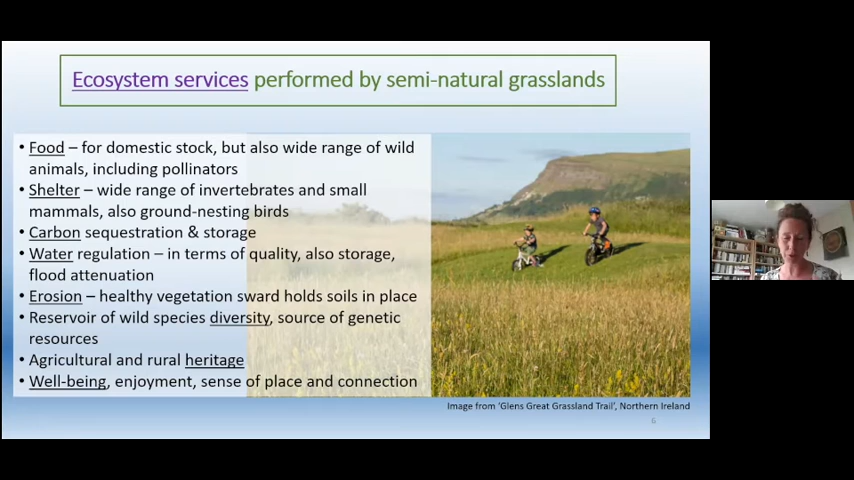 Ecosystem services performed by semi-natural grasslands
• Food – for domestic stock, but also wide range of wild
animals, including pollinators
• Shelter – wide range of invertebrates and small
mammals, also ground-nesting birds
• Carbon sequestration & storage
• Water regulation – in terms of quality, also storage,
flood attenuation
• Erosion – healthy vegetation sward holds soils in place
• Reservoir of wild species diversity, source of genetic
resources
• Agricultural and rural heritage
• Well-being, enjoyment, sense of place and connection
Image from ‘Glens Great Grassland Trail’, Northern Ireland
6